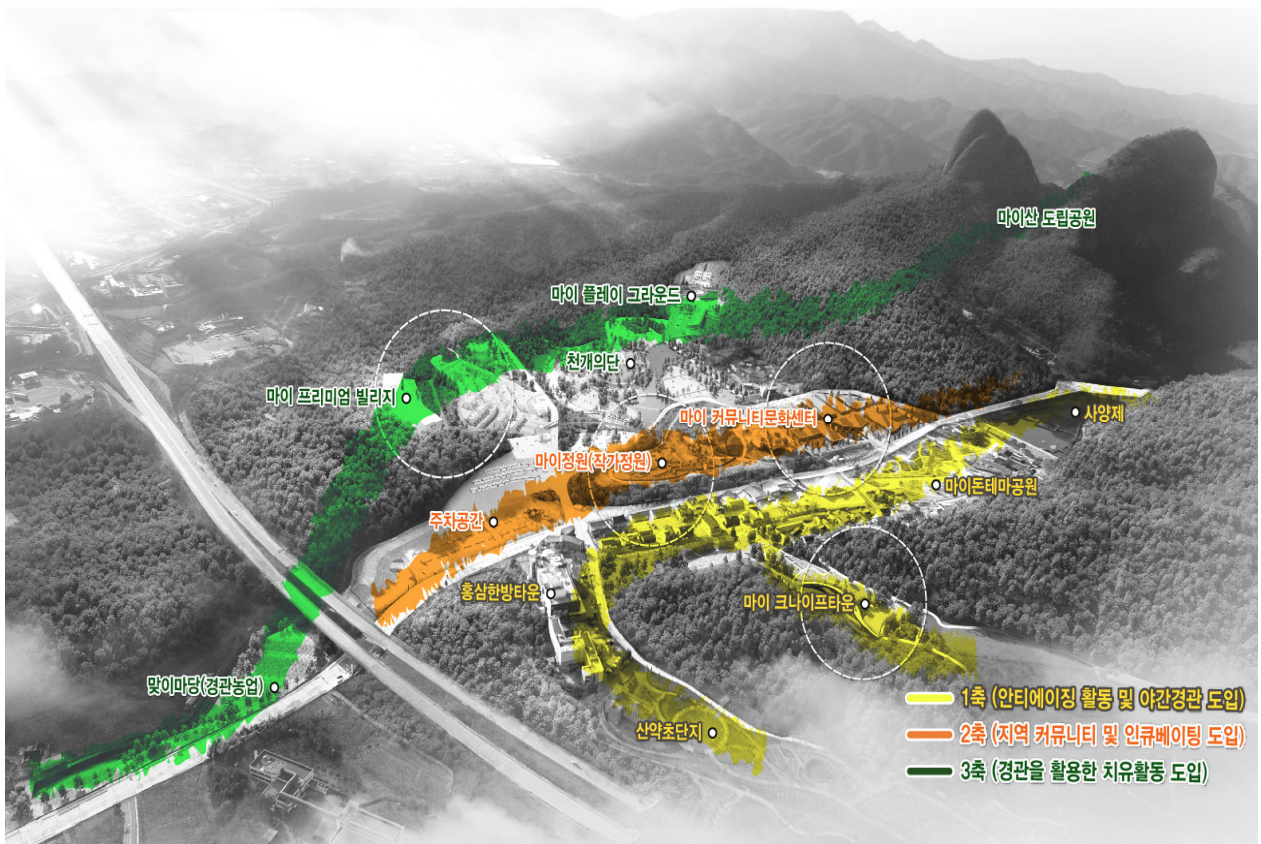 마이산 도립공원
마이 플레이 그라운드
천개의단
마이 프리미엄 빌리지
마이 커뮤니티문화센터
사양제
마이정원(작가정원)
마이돈테마공원
주차공간
홍삼한방타운
마이 크나이프타운
맞이마당(경관농업)
산약초단지
1축 (안티에이징 활동 및 야간경관 도입)
2축 (지역 커뮤니티 및 인큐베이팅 도입)
3축 (경관을 활용한 치유활동 도입)